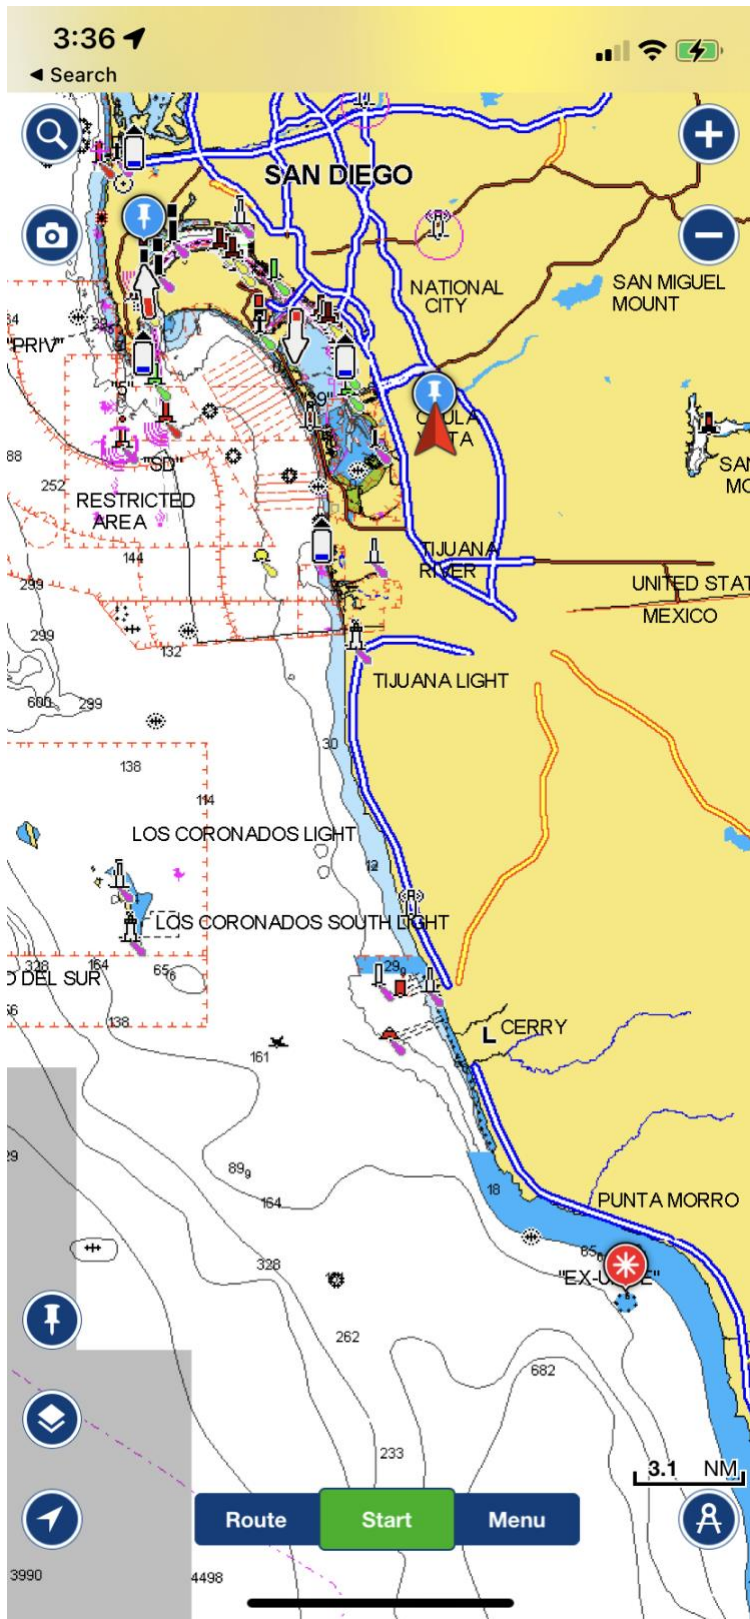 3:36
◀ Search
SAN DIEGO
NATIONAL
CITY
SAN MIGUEL
MOUNT
"PRIV"
"5"
88
"SD"
252
RESTRICTED
AREA
144
299
299
132
TIJUANA
RIVER
UNITED STAT
MEXICO
TIJUANA LIGHT
600
299
30
138
114
LOS CORONADOS LIGHT
12
LOS CORONADOS SOUTH LIGHT
O DEL SUR
328
164
65₆
29₉
138
CERRY
161
89₉
164
18
PUNTA MORRO
328
262
682
233
3.1 NM
Route
Start
Menu
3990
4498